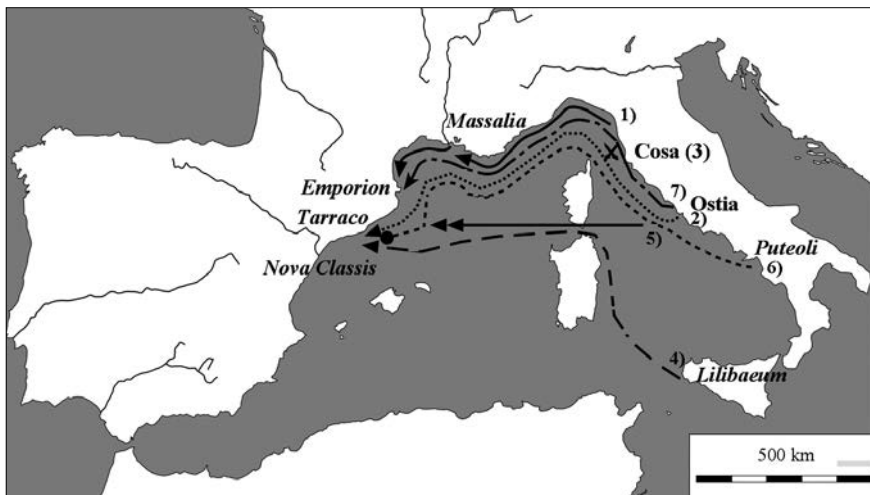 1)
Massalia
Cosa (3)
Emporion
7)
Ostia
Tarraco
2)
5)
Puteoli
Nova Classis
6)
4)
Lilibaeum
500 km